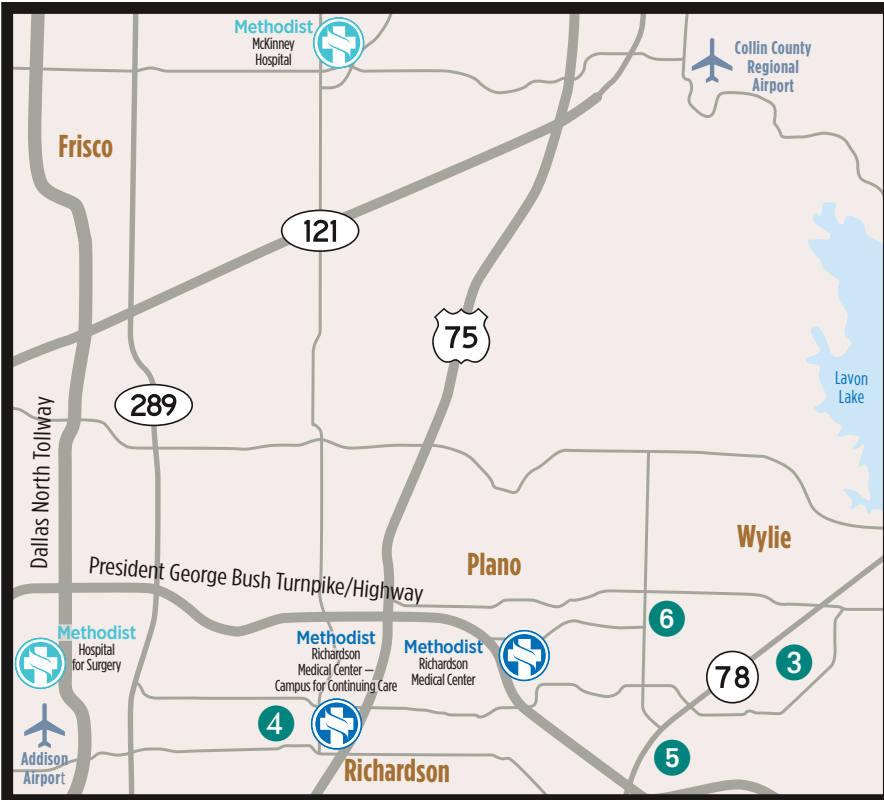 Methodist
McKinney
Hospital
Collin County
Regional
Airport
Frisco
121
75
289
Lavon
Lake
Dallas North Tollway
Wylie
Plano
President George Bush Turnpike/Highway
6
Methodist
Hospital
for Surgery
Methodist
Richardson
Medical Center –
Campus for Continuing Care
Methodist
Richardson
Medical Center
3
78
4
5
Addison
Airport
Richardson